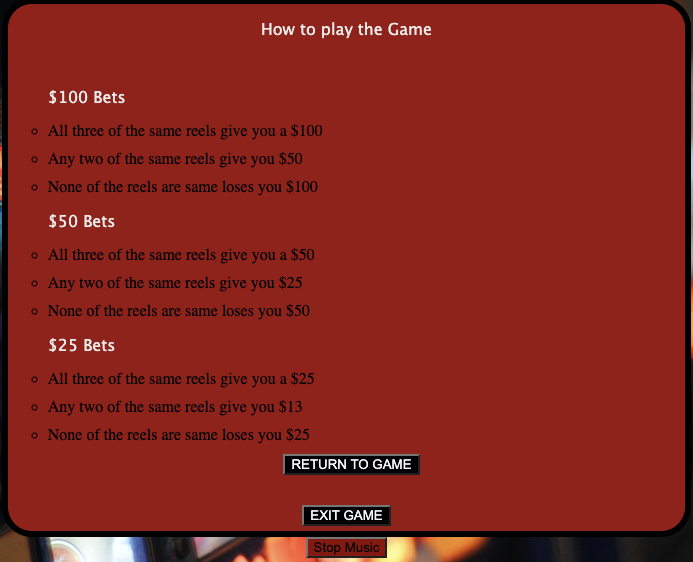 How to play the Game
$100 Bets
All three of the same reels give you a $100
Any two of the same reels give you $50
None of the reels are same loses you $100
$50 Bets
All three of the same reels give you a $50
Any two of the same reels give you $25
None of the reels are same loses you $50
$25 Bets
All three of the same reels give you a $25
Any two of the same reels give you $13
None of the reels are same loses you $25
RETURN TO GAME
EXIT GAME
Stop Music